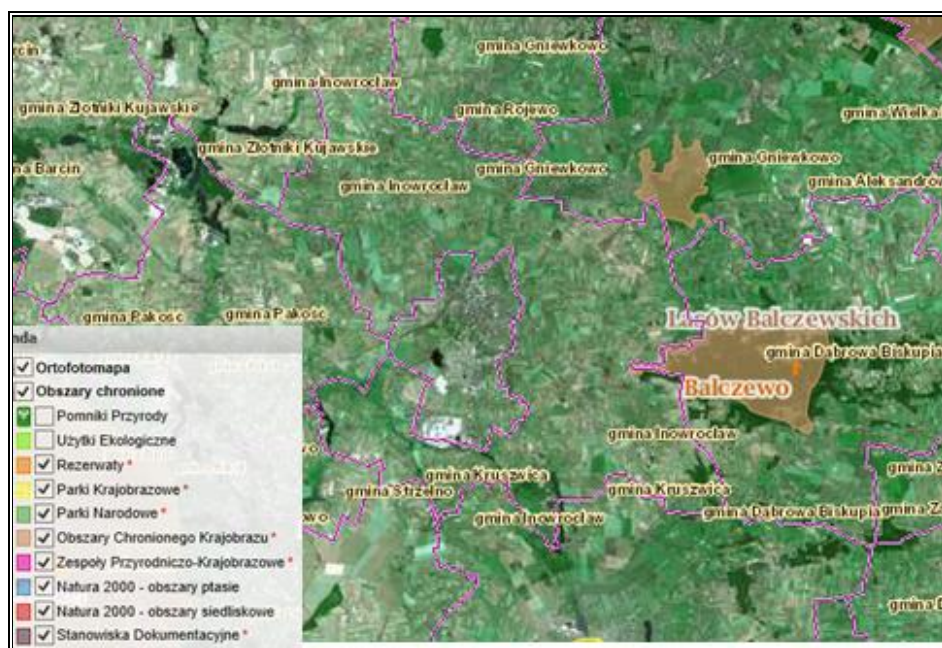 gmina Gniewkowo
rcin
gmina Inowrocław
gmina Złotniki Kujawskie
gmina Rojewo
gmina Wielka
gmina Złotniki Kujawskie
gmina Gniewkowo
na Barcin
gmina Gniewkowo
gmina Inowrocław
gmina Aleksandrów
gmina Pakość
gmina Pakość
Lasów Balczewskich
gmina Dąbrowa Biskupia
Balczewo
gmina Inowrocław
gmina Kruszwica
gmina Strzelno
gmina Kruszwica
gmina Inowrocław
gmina Dąbrowa Biskupia
nda
Ortofotomapa
Obszary chronione
Pomniki Przyrody
Użytki Ekologiczne
Rezerwaty *
Parki Krajobrazowe *
Parki Narodowe *
Obszary Chronionego Krajobrazu *
Zespoły Przyrodniczo-Krajobrazowe *
Natura 2000 - obszary ptasie
Natura 2000 - obszary siedliskowe
Stanowiska Dokumentacyjne *